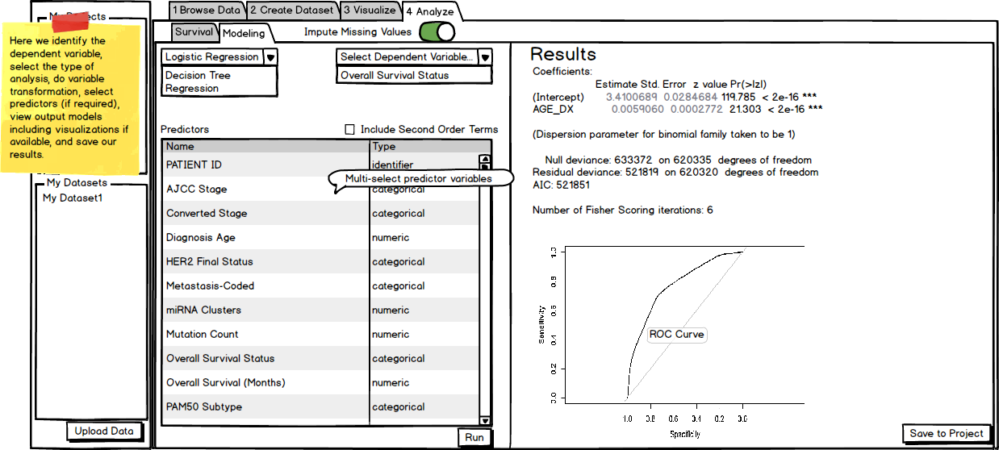 1 Browse Data
2 Create Dataset
3 Visualize
4 Analyze
Survival
Modeling
Impute Missing Values
Here we identify the
dependent variable,
select the type of
analysis, do variable
transformation, select
predictors (if required),
view output models
including visualizations if
available, and save our
results.
My Datasets
My Dataset1
Upload Data
Logistic Regression
Decision Tree
Regression
Select Dependent Variable...
Overall Survival Status
Predictors
Include Second Order Terms
Name Type
PATIENT ID identifier
Multi-select predictor variables
AJCC Stage categorical
Converted Stage categorical
Diagnosis Age numeric
HER2 Final Status categorical
Metastasis-Coded categorical
miRNA Clusters numeric
Mutation Count numeric
Overall Survival Status categorical
Overall Survival (Months) numeric
PAM50 Subtype categorical
Run
Results
Coefficients:
Estimate Std. Error z value Pr(>|z|)
(Intercept) 3.4100689 0.0284684 119.785 < 2e-16 ***
AGE_DX 0.0059060 0.0002772 21.303 < 2e-16 ***
(Dispersion parameter for binomial family taken to be 1)
Null deviance: 633372 on 620335 degrees of freedom
Residual deviance: 521819 on 620320 degrees of freedom
AIC: 521851
Number of Fisher Scoring iterations: 6
1.0
0.8
0.6
0.4
0.2
0.0
Sensitivity
ROC Curve
1.0 0.8 0.6 0.4 0.2 0.0
Specificity
Save to Project